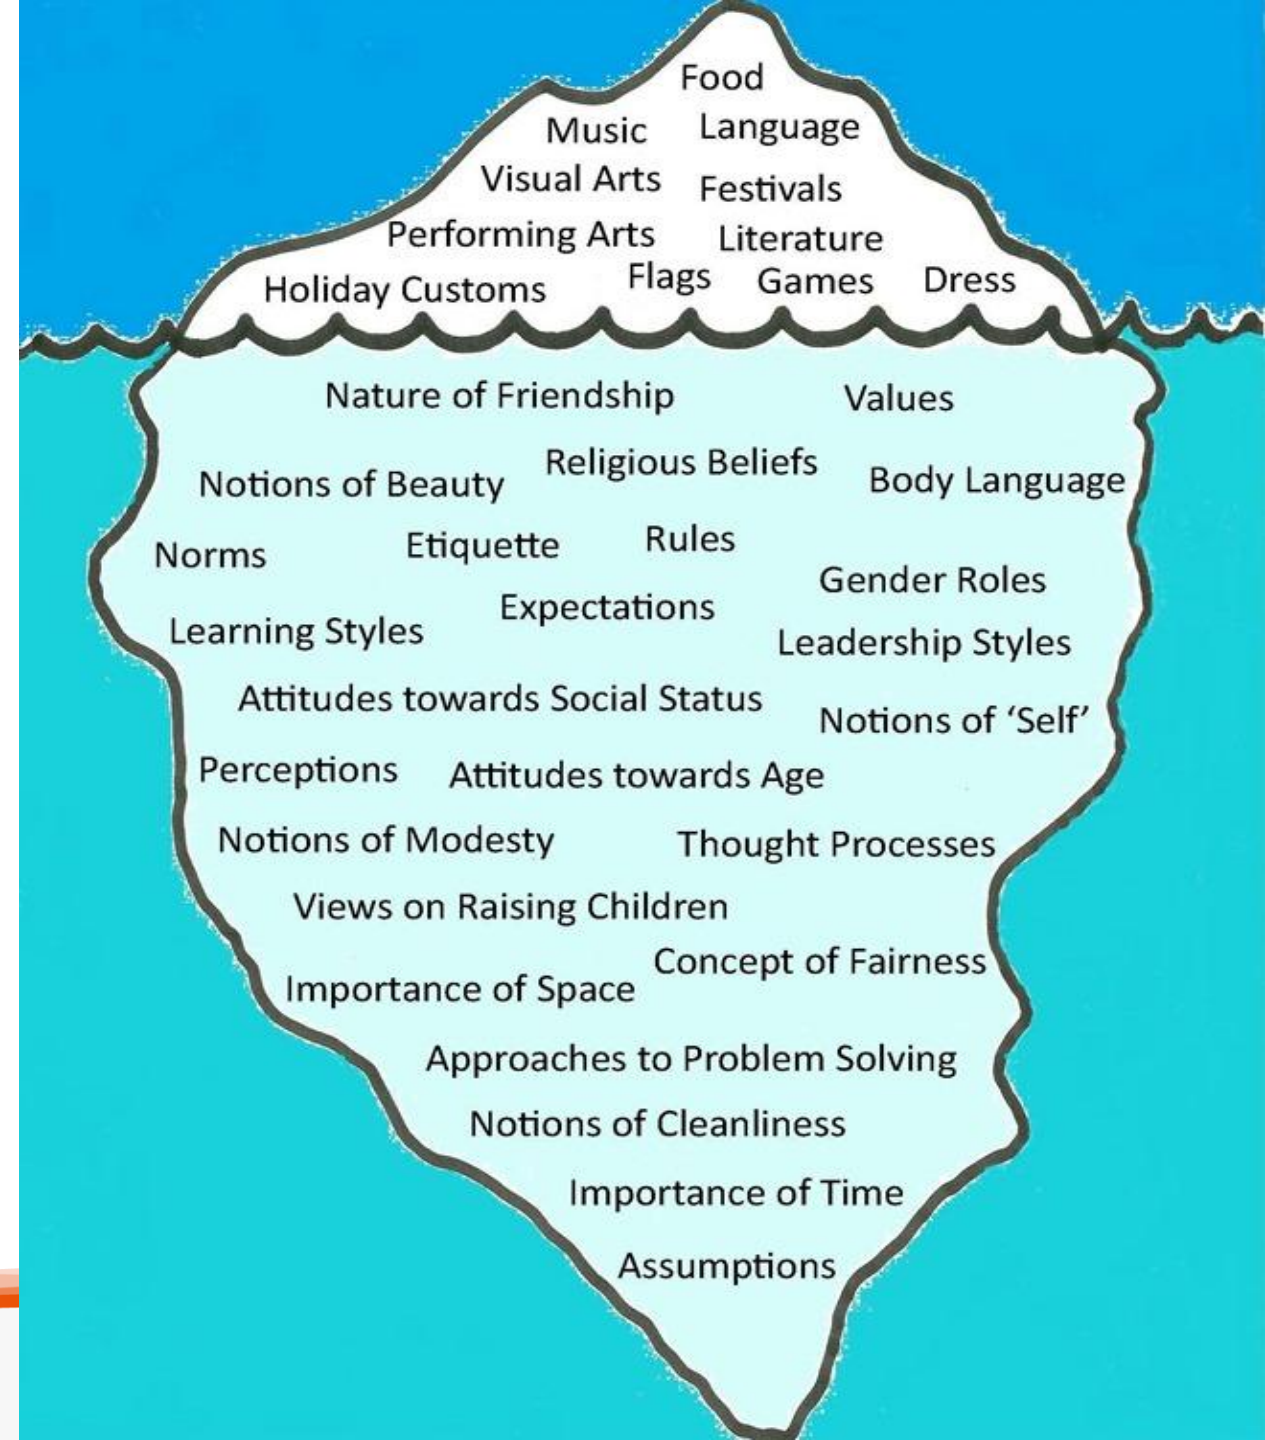 Food
Music Language
Visual Arts Festivals
Performing Arts Literature
Holiday Customs Flags Games Dress
Nature of Friendship Values
Notions of Beauty Religious Beliefs Body Language
Norms Etiquette Rules
Gender Roles
Learning Styles Expectations
Leadership Styles
Attitudes towards Social Status
Notions of ‘Self’
Perceptions Attitudes towards Age
Notions of Modesty Thought Processes
Views on Raising Children
Concept of Fairness
Importance of Space
Approaches to Problem Solving
Notions of Cleanliness
Importance of Time
Assumptions